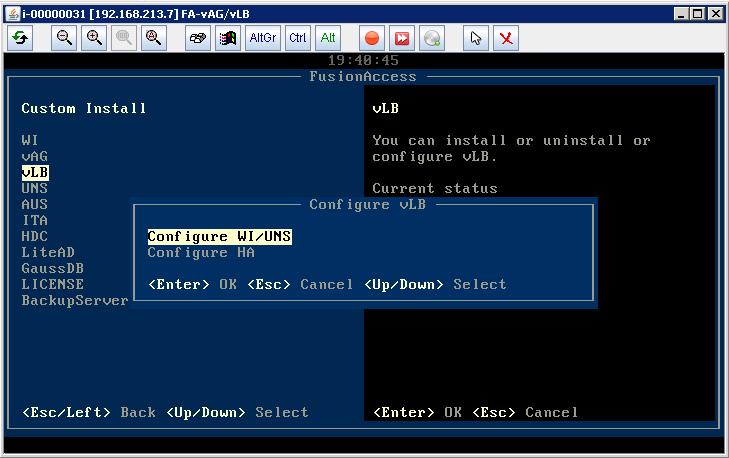 i-00000031 [192.168.213.7] FA-vAG/vLB
AltGr Ctrl Alt
19:40:45
FusionAccess
Custom Install
WI
vAG
vLB
UNS
AUS
ITA
HDC
LiteAD
GaussDB
LICENSE
BackupServer
<Esc/Left> Back <Up/Down> Select
vLB
You can install or uninstall or
configure vLB.
Current status
Configure vLB
Configure WI/UNS
Configure HA
<Enter> OK <Esc> Cancel <Up/Down> Select
<Enter> OK <Esc> Cancel